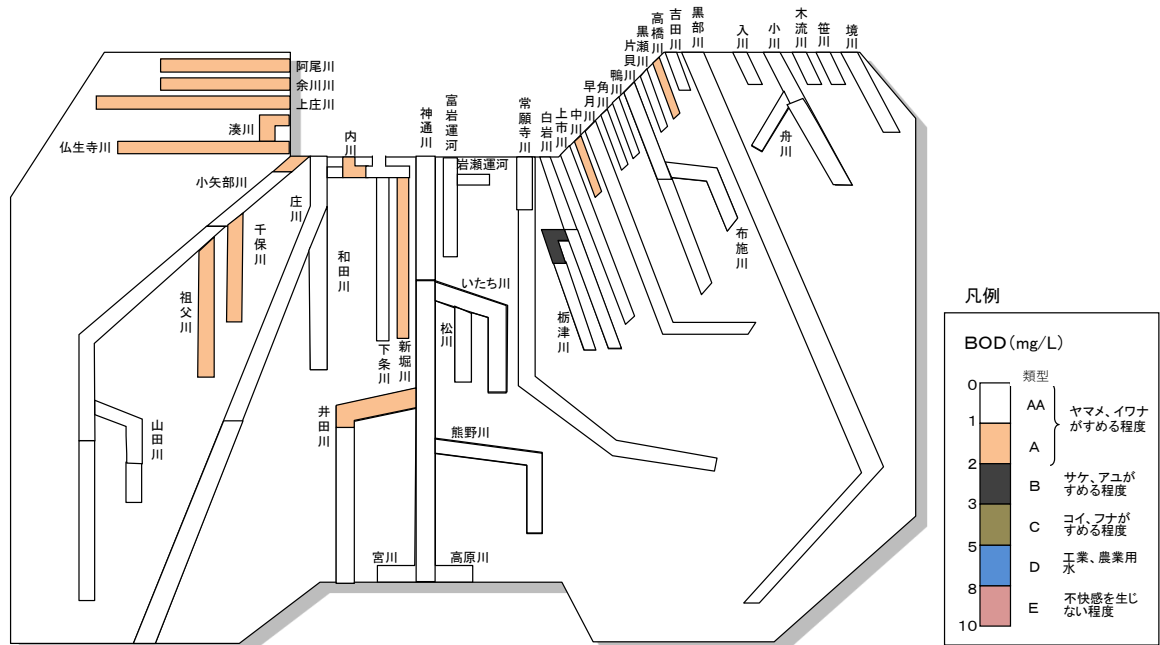 阿尾川
余川川
上庄川
湊川
仏生寺川
小矢部川
千保川
祖父川
山田川
庄川
和田川
内川
下条川
新堀川
神通川
富岩運河
岩瀬運河
いたち川
松川
井田川
熊野川
宮川
高原川
常願寺川
白岩川
栃津川
上市川
中川
早月川
角川
鴨川
片貝川
布施川
黒瀬川
高橋川
吉田川
黒部川
入川
小川
舟川
木流川
笹川
境川
凡例
BOD(mg/L)
類型
0
AA
1
A
2
B
3
C
5
D
8
E
10
ヤマメ、イワナ
がすめる程度
サケ、アユが
すめる程度
コイ、フナが
すめる程度
工業、農業用
水
不快感を生じ
ない程度